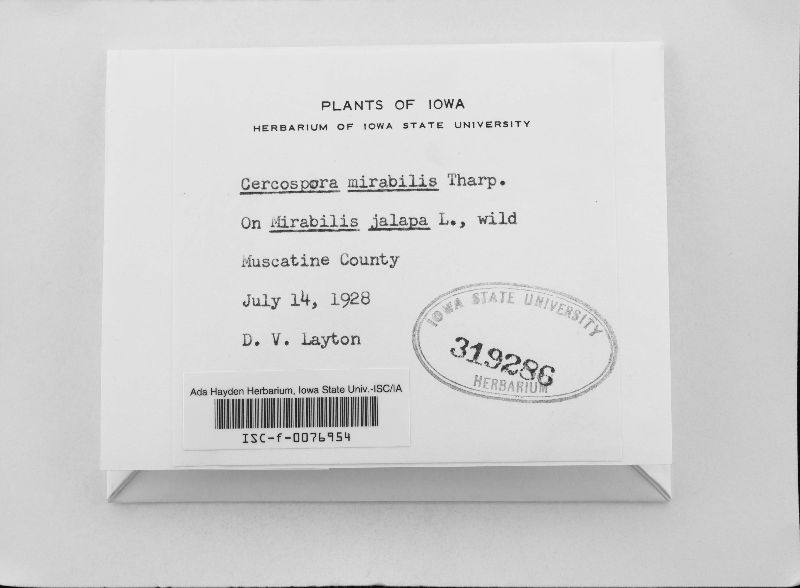 PLANTS OF IOWA
HERBARIUM OF IOWA STATE UNIVERSITY
Cercospora mirabilis Tharp.
On Mirabilis jalapa L., wild
Muscatine County
July 14, 1928
D. V. Layton
IOWA STATE UNIVERSITY
319286
HERBARIUM
Ada Hayden Herbarium, Iowa State Univ.-ISC/IA
ISC-f-0076954